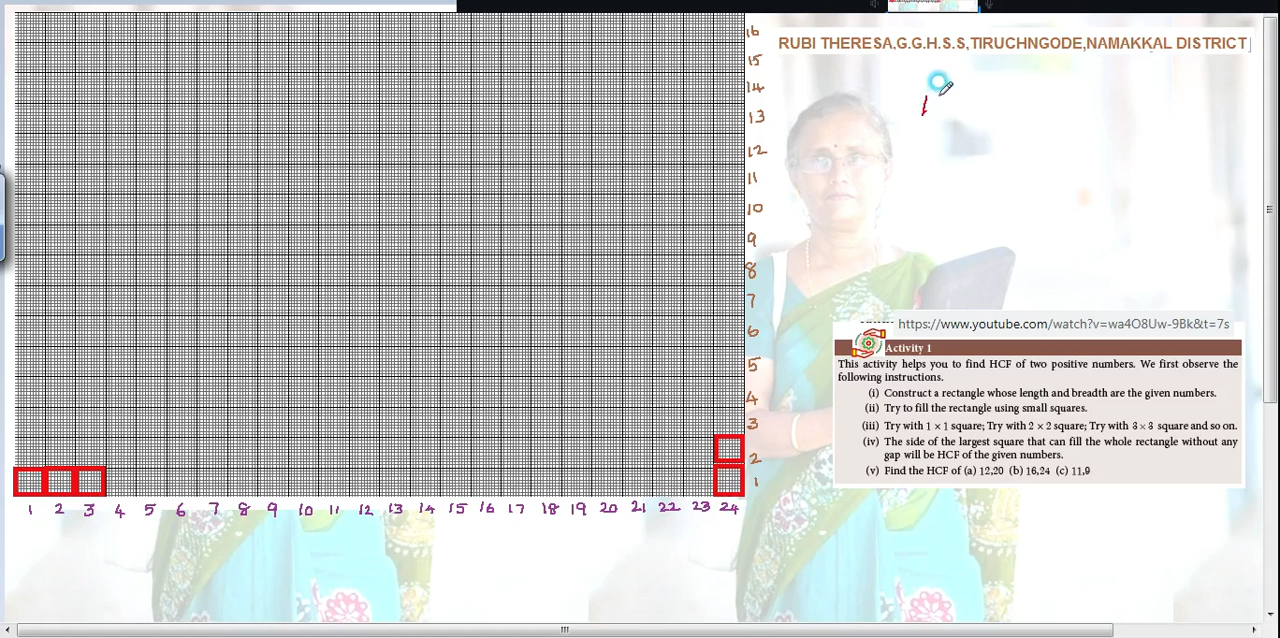 RUBI THERESA,G.G.H.S.S,TIRUCHNGODE,NAMAKKAL DISTRICT
16
15
14
13
12
11
10
9
8
7
6
5
4
3
2
1
1 2 3 4 5 6 7 8 9 10 11 12 13 14 15 16 17 18 19 20 21 22 23 24
https://www.youtube.com/watch?v=wa4O8Uw-9Bk&t=7s
Activity 1
This activity helps you to find HCF of two positive numbers. We first observe the
following instructions.
(i) Construct a rectangle whose length and breadth are the given numbers.
(ii) Try to fill the rectangle using small squares.
(iii) Try with 1 × 1 square; Try with 2 × 2 square; Try with 3 × 3 square and so on.
(iv) The side of the largest square that can fill the whole rectangle without any
gap will be HCF of the given numbers.
(v) Find the HCF of (a) 12,20 (b) 16,24 (c) 11,9